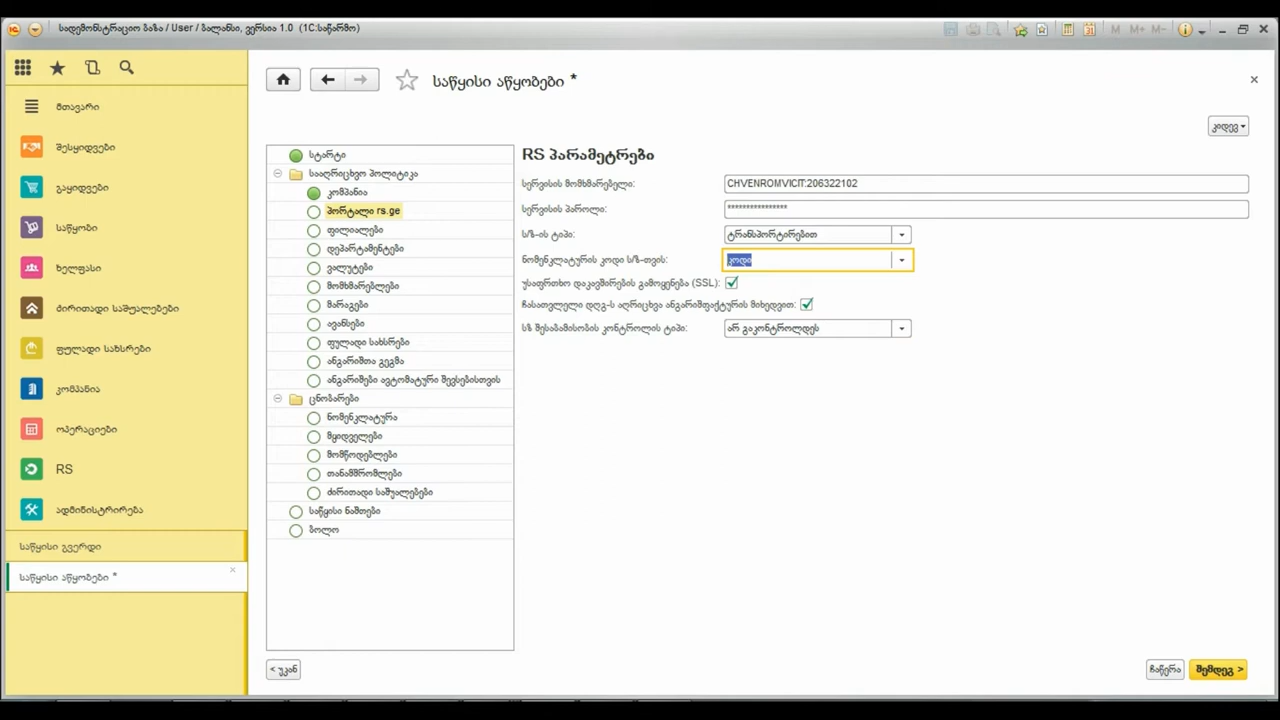 სადემონსტრაციო ბაზა / User / ბალანსი, ვერსია 1.0 (1C:საწარმო)
M M+ M-
მთავარი
შესყიდვები
გაყიდვები
საწყობი
ხელფასი
ძირითადი საშუალებები
ფულადი სახსრები
კომპანია
ოპერაციები
RS
ადმინისტრირება
საწყისი გვერდი
საწყისი აწყობები *
საწყისი აწყობები *
კიდევ
სტარტი
სააღრიცხვო პოლიტიკა
კომპანია
პორტალი rs.ge
ფილიალები
დეპარტამენტები
ვალუტები
მომხმარებლები
მარაგები
ავანსები
ფულადი სახსრები
ანგარიშთა გეგმა
ანგარიშები ავტომატური შევსებისთვის
ცნობარები
ნომენკლატურა
მყიდველები
მომწოდებლები
თანამშრომლები
ძირითადი საშუალებები
საწყისი ნაშთები
ბოლო
RS პარამეტრები
სერვისის მომხმარებელი: CHVENROMVICIT:206322102
სერვისის პაროლი: ****************
ს/ზ-ის ტიპი: ტრანსპორტირებით
ნომენკლატურის კოდი ს/ზ-თვის: კოდი
უსაფრთხო დაკავშირების გამოყენება (SSL):
ჩასათვლელი დღგ-ს აღრიცხვა ანგარიშფაქტურის მიხედვით:
სზ შესაბამისობის კონტროლის ტიპი: არ გაკონტროლდეს
< უკან
ჩაწერა
შემდეგ >